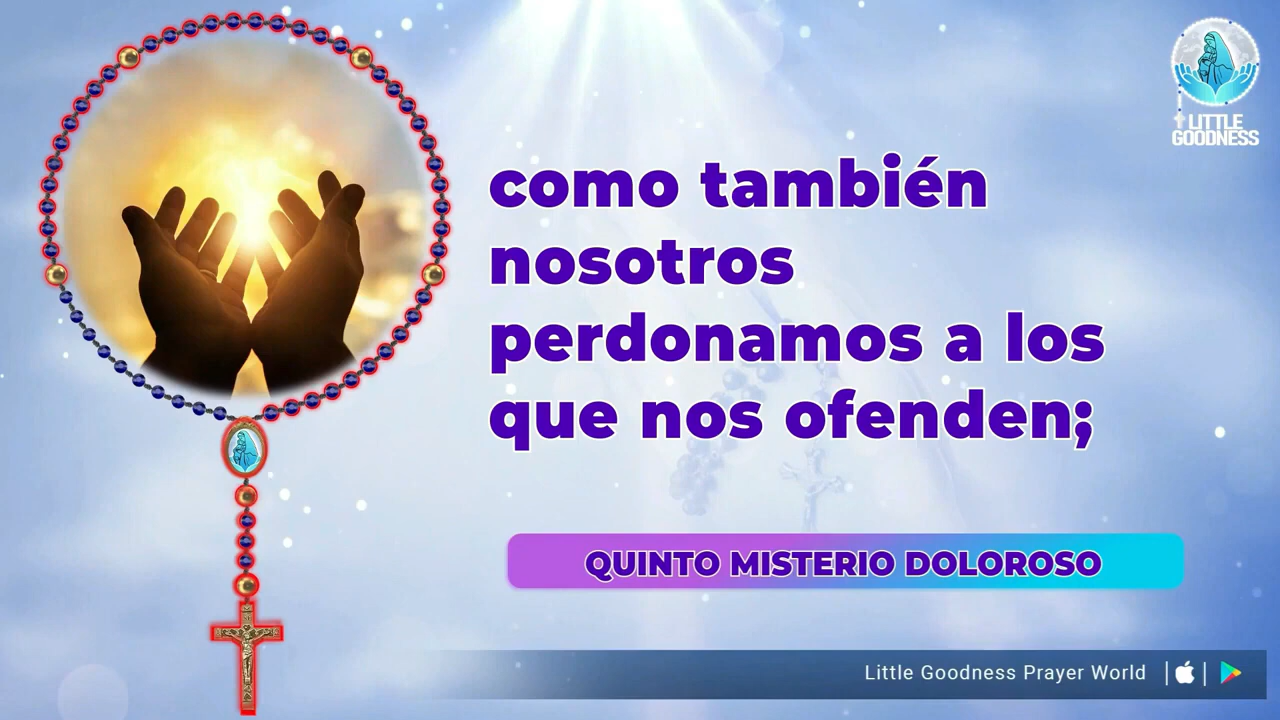 LITTLE
GOODNESS
como también
nosotros
perdonamos a los
que nos ofenden;
QUINTO MISTERIO DOLOROSO
Little Goodness Prayer World